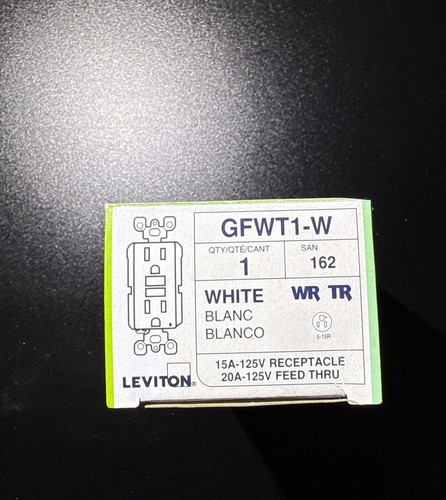 GFWT1-W
QTY/QTÉ/CANT
1
SAN
162
WHITE
BLANC
BLANCO
WR TR
5-15R
LEVITON®
15A-125V RECEPTACLE
20A-125V FEED THRU